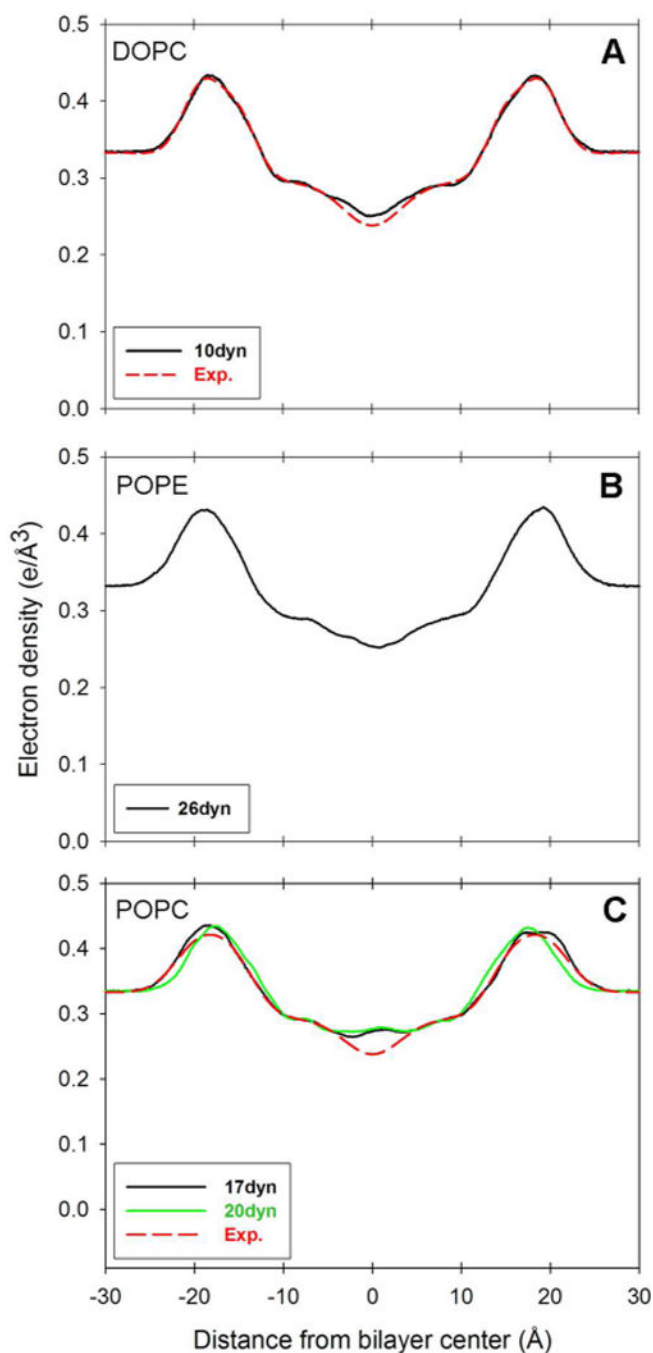 DOPC
A
0.5
0.4
0.3
0.2
0.1
0.0
10dyn
Exp.
POPE
B
0.5
0.4
0.3
0.2
0.1
0.0
26dyn
Electron density (e/Å³)
POPC
C
0.5
0.4
0.3
0.2
0.1
0.0
17dyn
20dyn
Exp.
-30 -20 -10 0 10 20 30
Distance from bilayer center (Å)